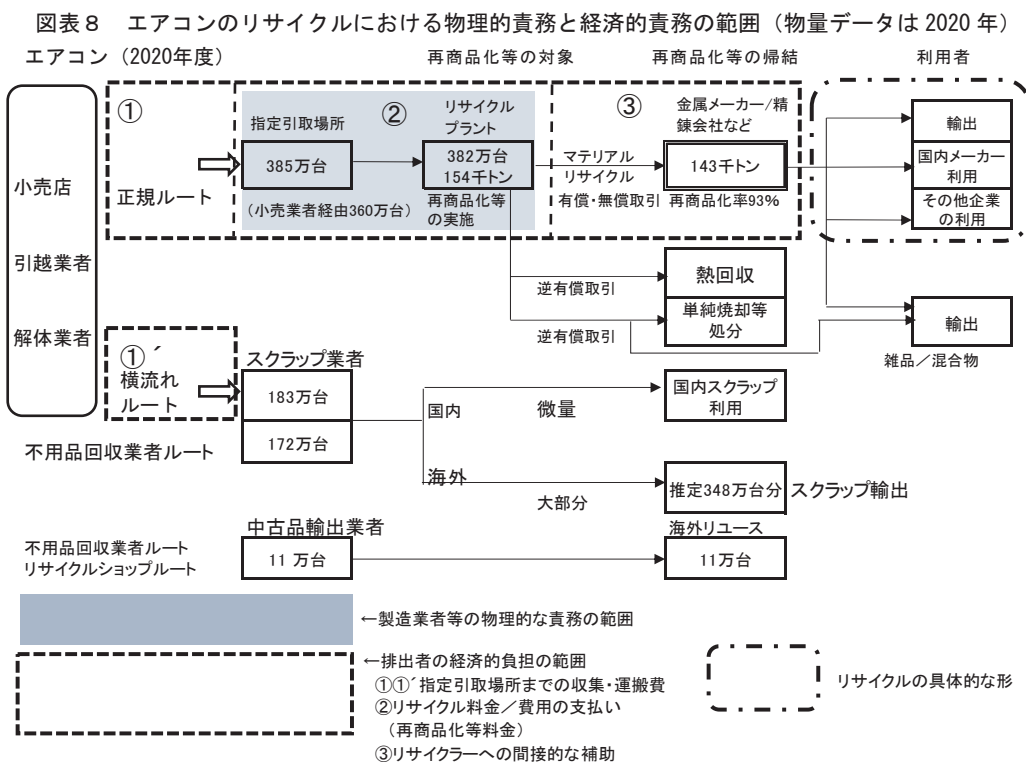 図表８　エアコンのリサイクルにおける物理的責務と経済的責務の範囲（物量データは2020年）
エアコン（2020年度）
再商品化等の対象
再商品化等の帰結
利用者
小売店
引越業者
解体業者
①
正規ルート
指定引取場所
385万台
（小売業者経由360万台）
②
リサイクル
プラント
382万台
154千トン
再商品化等
の実施
③
マテリアル
リサイクル
有償・無償取引
金属メーカー/精
錬会社など
143千トン
再商品化率93%
輸出
国内メーカー
利用
その他企業
の利用
逆有償取引
熱回収
逆有償取引
単純焼却等
処分
輸出
雑品／混合物
①´
横流れ
ルート
スクラップ業者
183万台
172万台
不用品回収業者ルート
国内
微量
国内スクラップ
利用
海外
大部分
推定348万台分
スクラップ輸出
中古品輸出業者
海外リユース
不用品回収業者ルート
リサイクルショップルート
11 万台
11万台
←製造業者等の物理的な責務の範囲
←排出者の経済的負担の範囲
①①´指定引取場所までの収集・運搬費
②リサイクル料金／費用の支払い
（再商品化等料金）
③リサイクラーへの間接的な補助
リサイクルの具体的な形